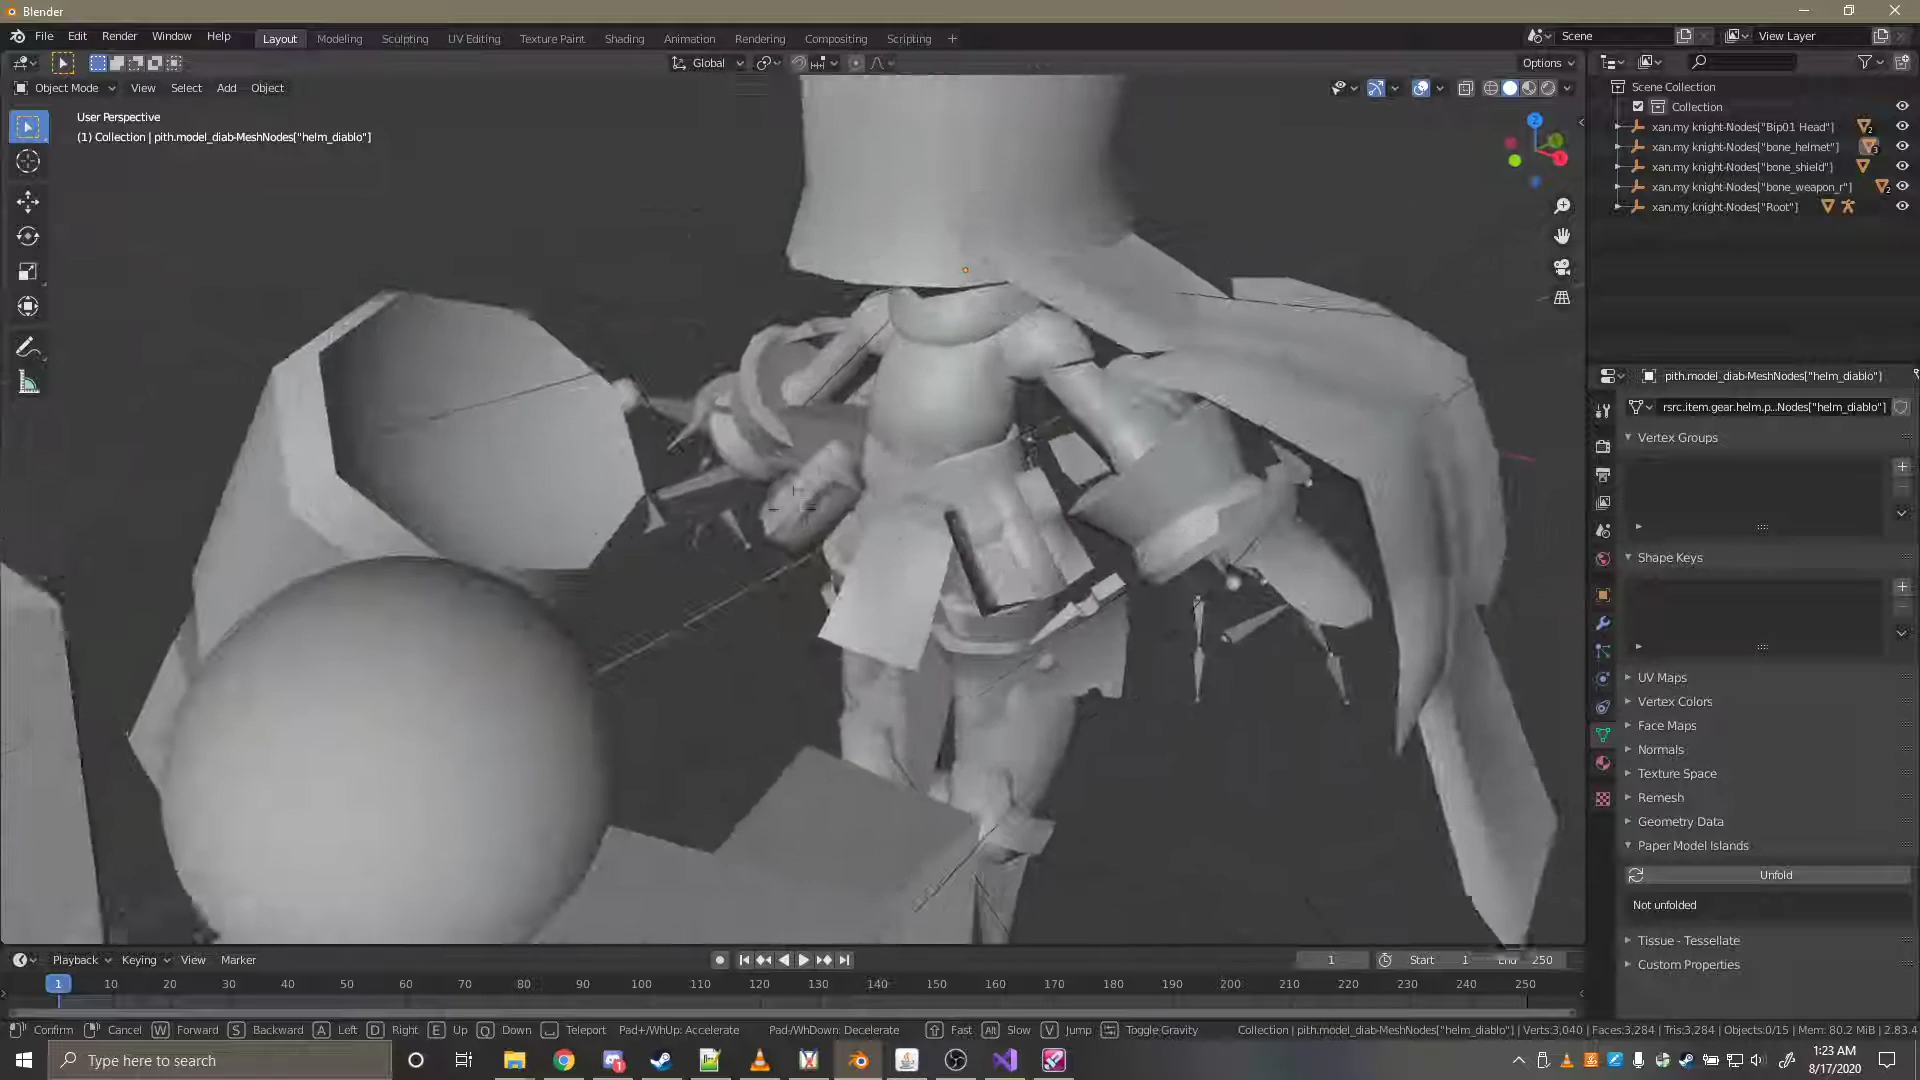 Blender
File Edit Render Window Help
Layout Modeling Sculpting UV Editing Texture Paint Shading Animation Rendering Compositing Scripting
Scene View Layer
Global Options
Object Mode View Select Add Object
User Perspective
(1) Collection | pith.model_diab-MeshNodes["helm_diablo"]
Scene Collection
Collection
xan.my knight-Nodes["Bip01 Head"] 2
xan.my knight-Nodes["bone_helmet"] 3
xan.my knight-Nodes["bone_shield"]
xan.my knight-Nodes["bone_weapon_r"] 2
xan.my knight-Nodes["Root"]
pith.model_diab-MeshNodes["helm_diablo"]
rsrc.item.gear.helm.p...Nodes["helm_diablo"]
Vertex Groups
Shape Keys
UV Maps
Vertex Colors
Face Maps
Normals
Texture Space
Remesh
Geometry Data
Paper Model Islands
Unfold
Not unfolded
Tissue - Tessellate
Custom Properties
Playback Keying View Marker 1 Start 1 End 250
1 10 20 30 40 50 60 70 80 90 100 110 120 130 140 150 160 170 180 190 200 210 220 230 240 250
Confirm Cancel W Forward S Backward A Left D Right E Up Q Down Teleport Pad+/WhUp: Accelerate Pad-/WhDown: Decelerate Fast Alt Slow V Jump Toggle Gravity Collection | pith.model_diab-MeshNodes["helm_diablo"] | Verts:3,040 | Faces:3,284 | Tris:3,284 | Objects:0/15 | Mem: 80.2 MiB | 2.83.4
Type here to search
1:23 AM
8/17/2020